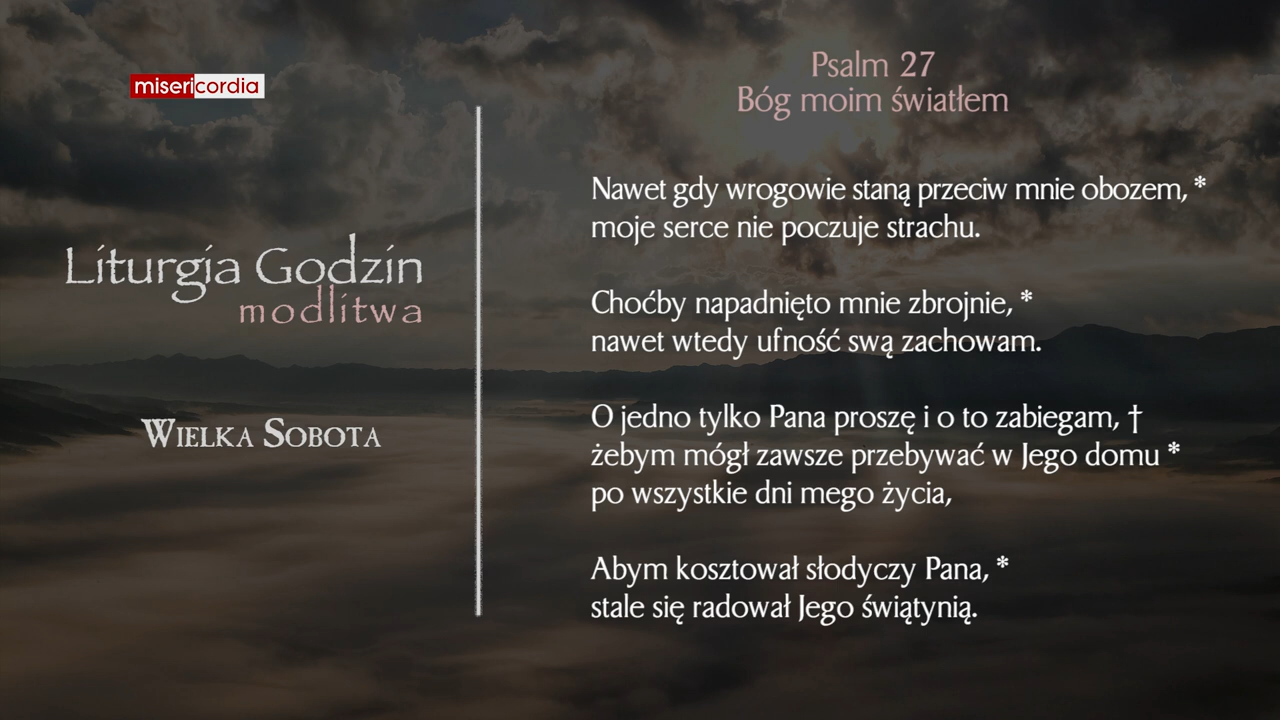 misericordia
Liturgia Godzin
modlitwa
Wielka Sobota
Psalm 27
Bóg moim światłem
Nawet gdy wrogowie staną przeciw mnie obozem, *
moje serce nie poczuje strachu.
Choćby napadnięto mnie zbrojnie, *
nawet wtedy ufność swą zachowam.
O jedno tylko Pana proszę i o to zabiegam, †
żebym mógł zawsze przebywać w Jego domu *
po wszystkie dni mego życia,
Abym kosztował słodyczy Pana, *
stale się radował Jego świątynią.